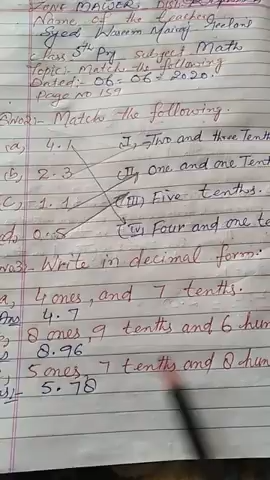 Name of the teacher
Syed Waseem
Class 5th Pry subject Math
Topic:- Match the following
Dated:- 06-06-2020.
Page No 159
Match the following.
(a, 4.1 I, Two and three Tenth
(b, 2.3 (II, One and one Tent
C, 1.1 (III) Five tenths.
d, 0.5 (IV, Four and one te
Write in decimal form:
a, 4 ones, and 7 tenths.
Ans 4.7
8 ones, 9 tenths and 6 hun
8.96
5 ones, 7 tenths and 8 hun
5.78